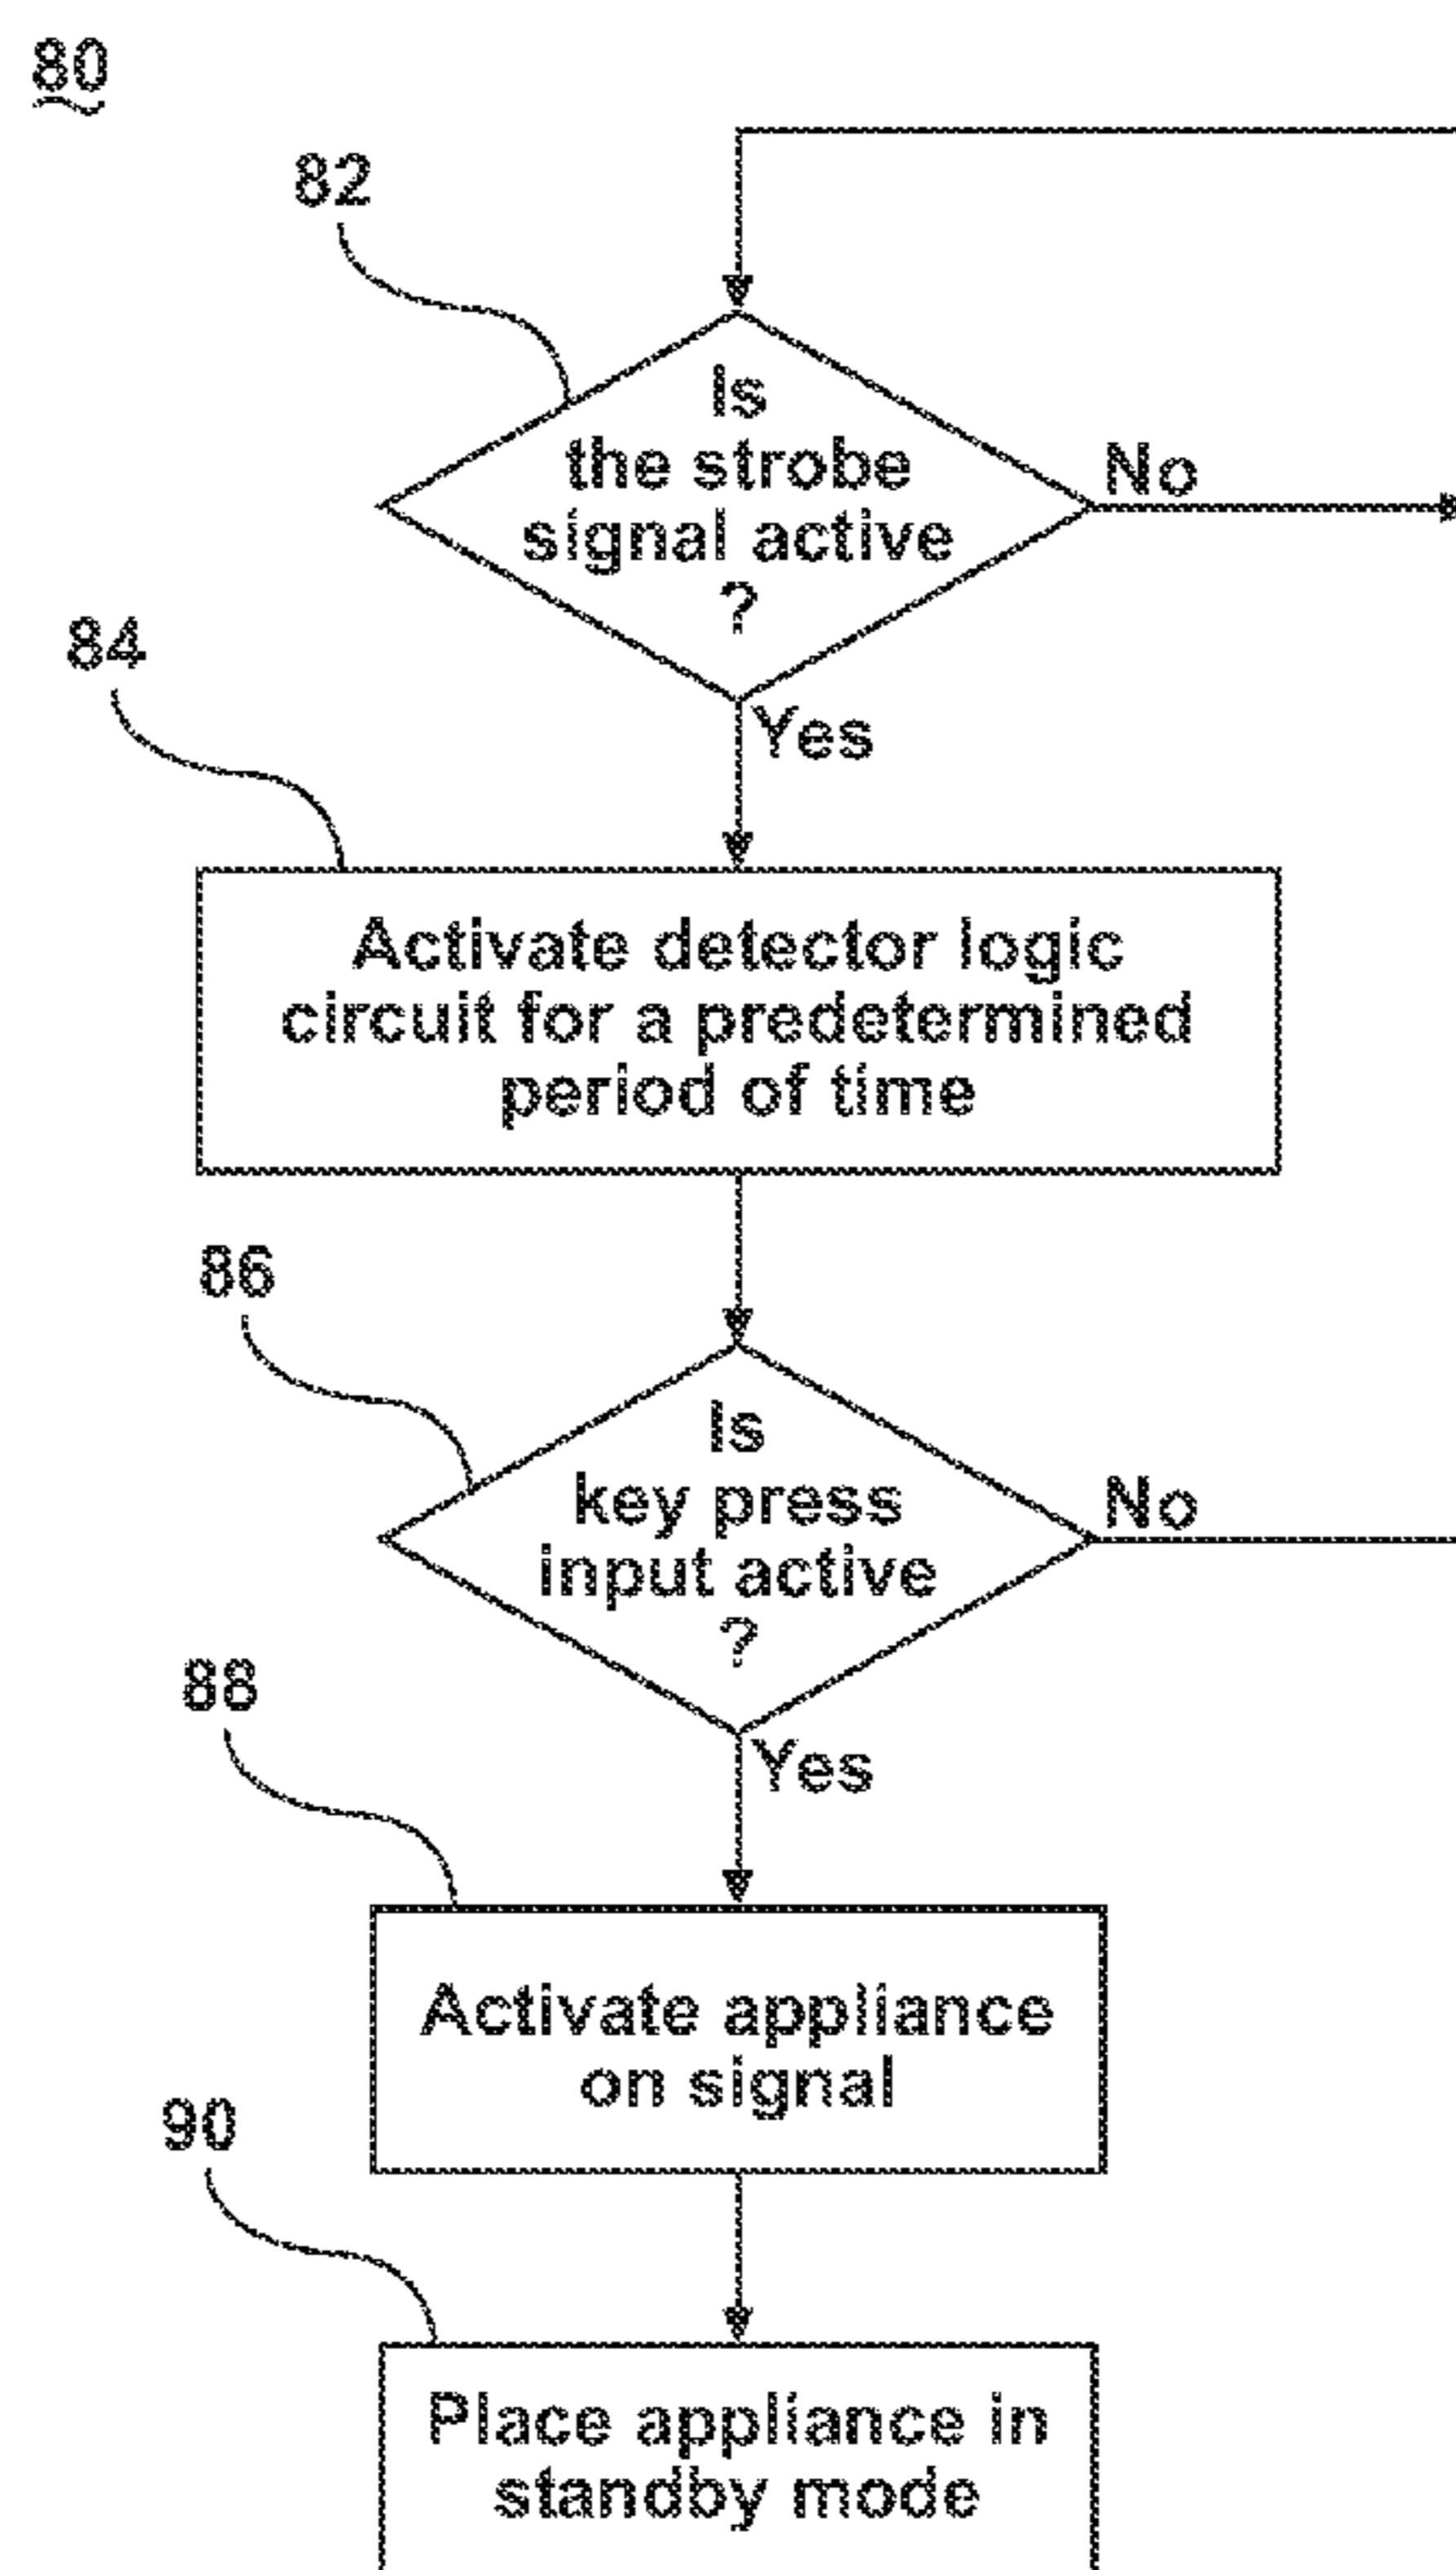 80
82
Is
the strobe
signal active
?
No
Yes
84
Activate detector logic
circuit for a predetermined
period of time
86
Is
key press
input active
?
No
Yes
88
Activate appliance
on signal
90
Place appliance in
standby mode